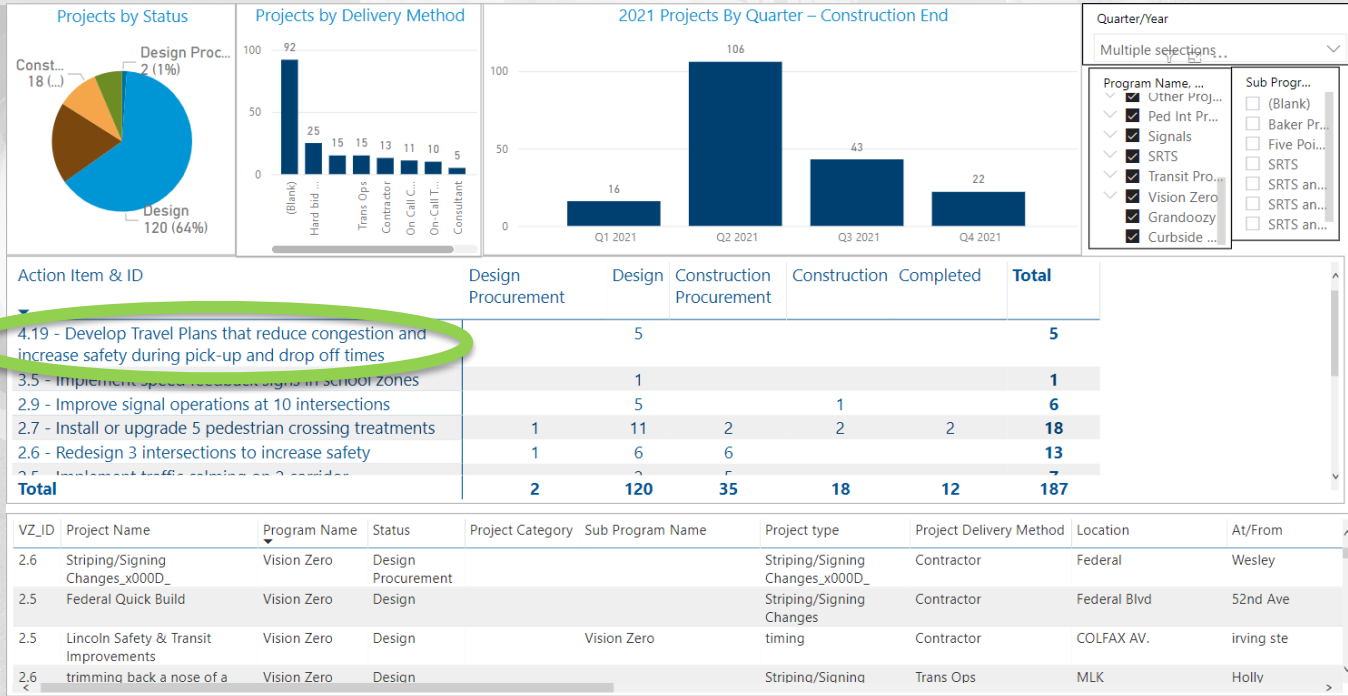 Projects by Status
Const...
18 (...)
Design Proc...
2 (1%)
Design
120 (64%)
Projects by Delivery Method
100
50
0
92
25
15
15
13
11
10
5
(Blank)
Hard bid ...
Trans Ops
Contractor
On Call C...
On-Call T...
Consultant
2021 Projects By Quarter – Construction End
100
50
0
16
106
43
22
Q1 2021 Q2 2021 Q3 2021 Q4 2021
Quarter/Year
Multiple selections
Program Name, ...
Other Proj...
Ped Int Pr...
Signals
SRTS
Transit Pro...
Vision Zero
Grandoozy
Curbside ...
Sub Progr...
(Blank)
Baker Pr...
Five Poi...
SRTS
SRTS an...
SRTS an...
SRTS an...
Action Item & ID Design Procurement Design Construction Procurement Construction Completed Total
4.19 - Develop Travel Plans that reduce congestion and 5 5
increase safety during pick-up and drop off times
3.5 - Implement speed feedback signs in school zones 1 1
2.9 - Improve signal operations at 10 intersections 5 1 6
2.7 - Install or upgrade 5 pedestrian crossing treatments 1 11 2 2 2 18
2.6 - Redesign 3 intersections to increase safety 1 6 6 13
2.5 - Implement traffic calming on 2 corridor 2 5 7
Total 2 120 35 18 12 187
VZ_ID Project Name Program Name Status Project Category Sub Program Name Project type Project Delivery Method Location At/From
2.6 Striping/Signing Vision Zero Design Striping/Signing Contractor Federal Wesley
Changes_x000D_ Procurement Changes_x000D_
2.5 Federal Quick Build Vision Zero Design Striping/Signing Contractor Federal Blvd 52nd Ave
Changes
2.5 Lincoln Safety & Transit Vision Zero Design Vision Zero timing Contractor COLFAX AV. irving ste
Improvements
2.6 trimming back a nose of a Vision Zero Design Striping/Signing Trans Ops MLK Holly